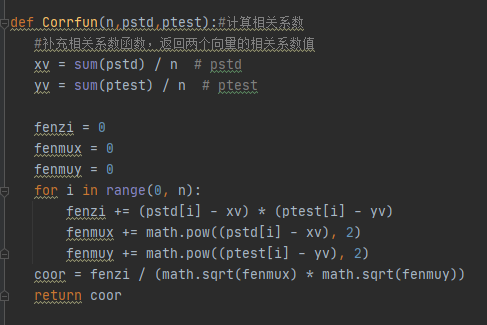 def Corrfun(n,pstd,ptest):#计算相关系数
    #补充相关系数函数，返回两个向量的相关系数值
    xv = sum(pstd) / n  # pstd
    yv = sum(ptest) / n  # ptest

    fenzi = 0
    fenmux = 0
    fenmuy = 0
    for i in range(0, n):
        fenzi += (pstd[i] - xv) * (ptest[i] - yv)
        fenmux += math.pow((pstd[i] - xv), 2)
        fenmuy += math.pow((ptest[i] - yv), 2)
    coor = fenzi / (math.sqrt(fenmux) * math.sqrt(fenmuy))
    return coor